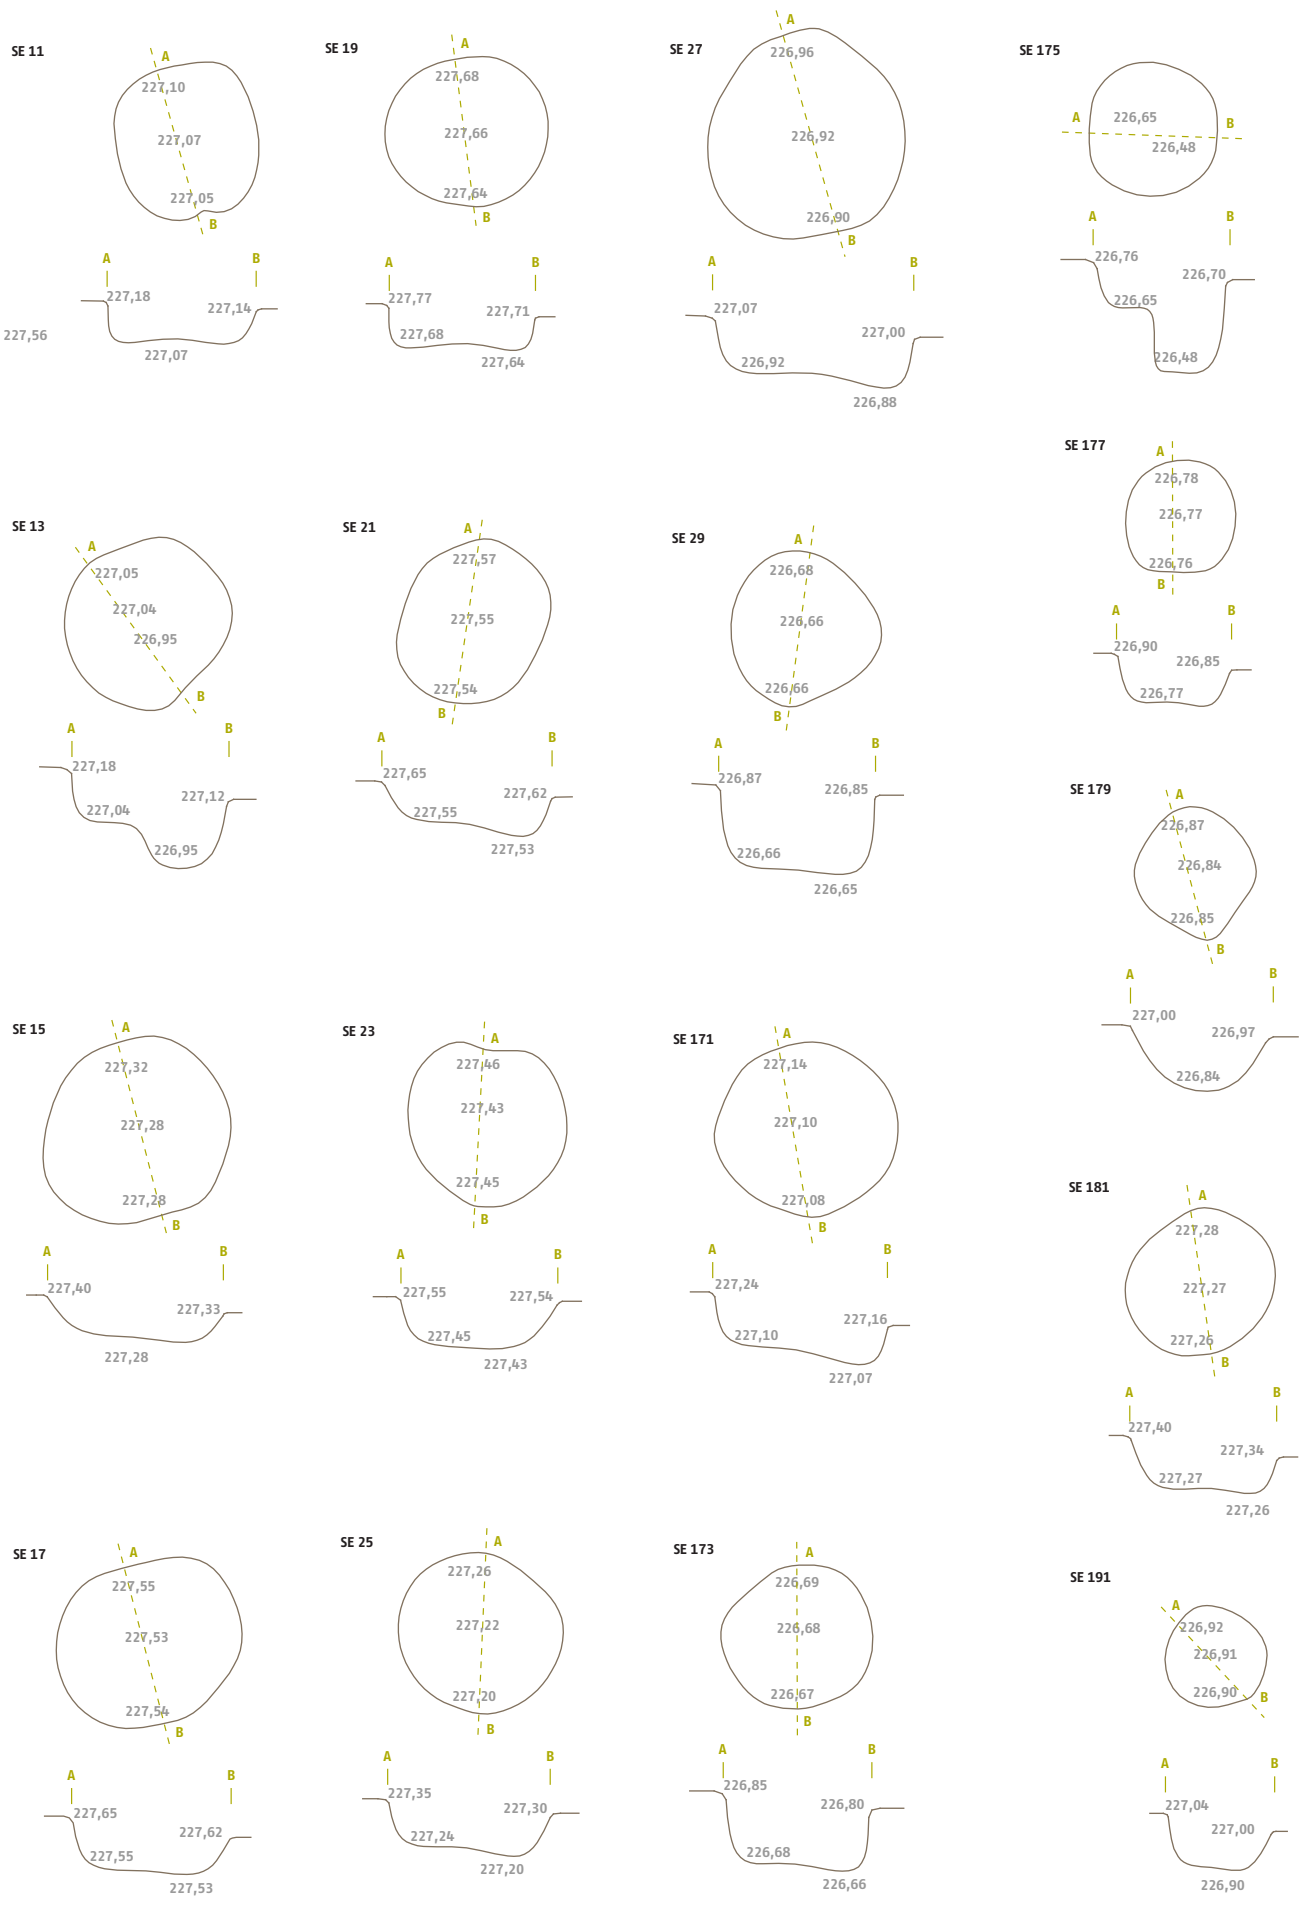 SE 11
A
227,10
227,07
227,05
B
A
B
227,18
227,14
227,56
227,07
SE 19
A
227,68
227,66
227,64
B
A
B
227,77
227,71
227,68
227,64
SE 27
A
226,96
226,92
226,90
B
A
B
227,07
227,00
226,92
226,88
SE 175
A
226,65
226,48
B
A
B
226,76
226,70
226,65
226,48
SE 177
A
226,78
226,77
226,76
B
A
B
226,90
226,85
226,77
SE 13
A
227,05
227,04
226,95
B
A
B
227,18
227,12
227,04
226,95
SE 21
A
227,57
227,55
227,54
B
A
B
227,65
227,62
227,55
227,53
SE 29
A
226,68
226,66
226,66
B
A
B
226,87
226,85
226,66
226,65
SE 179
A
226,87
226,84
226,85
B
A
B
227,00
226,97
226,84
SE 15
A
227,32
227,28
227,28
B
A
B
227,40
227,33
227,28
SE 23
A
227,46
227,43
227,45
B
A
B
227,55
227,54
227,45
227,43
SE 171
A
227,14
227,10
227,08
B
A
B
227,24
227,16
227,10
227,07
SE 181
A
227,28
227,27
227,26
B
A
B
227,40
227,34
227,27
227,26
SE 17
A
227,55
227,53
227,54
B
A
B
227,65
227,62
227,55
227,53
SE 25
A
227,26
227,22
227,20
B
A
B
227,35
227,30
227,24
227,20
SE 173
A
226,69
226,68
226,67
B
A
B
226,85
226,80
226,68
226,66
SE 191
A
226,92
226,91
226,90
B
A
B
227,04
227,00
226,90